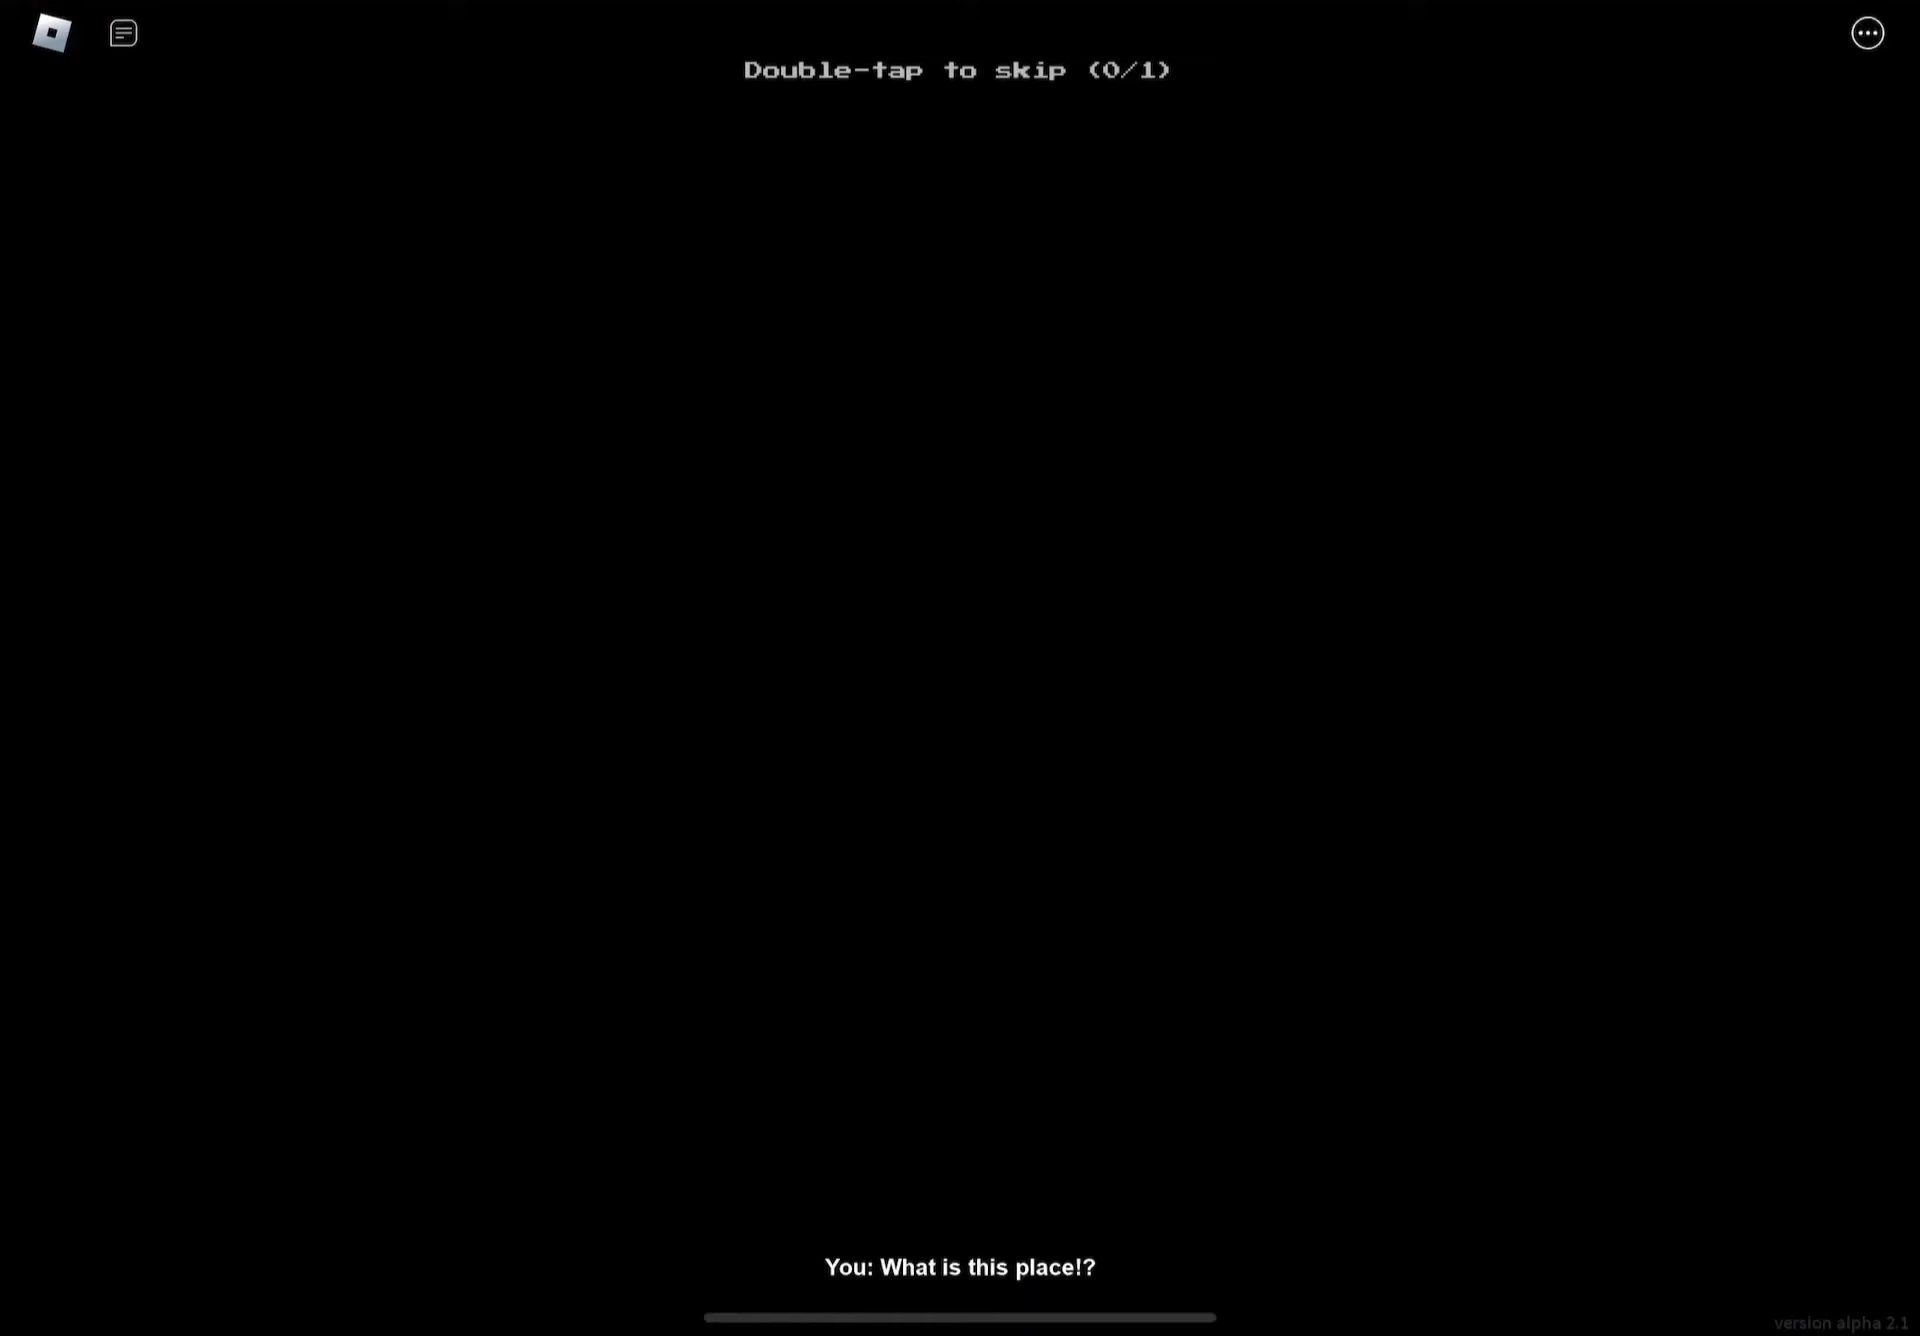 Double-tap to skip (0/1)
You: What is this place!?
version alpha 2.1